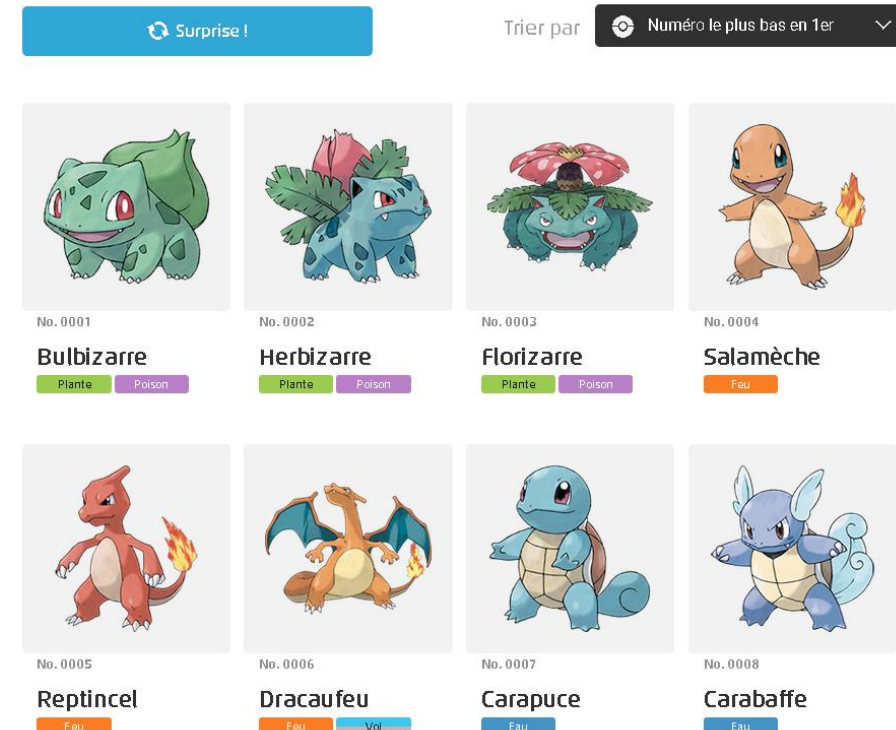 Surprise !
Trier par
Numéro le plus bas en 1er
No. 0001
No. 0002
No. 0003
No. 0004
Bulbizarre
Herbizarre
Florizarre
Salamèche
Plante
Poison
Plante
Poison
Plante
Poison
Feu
No. 0005
No. 0006
No. 0007
No. 0008
Reptincel
Dracaufeu
Carapuce
Carabaffe
Feu
Feu
Vol
Eau
Eau